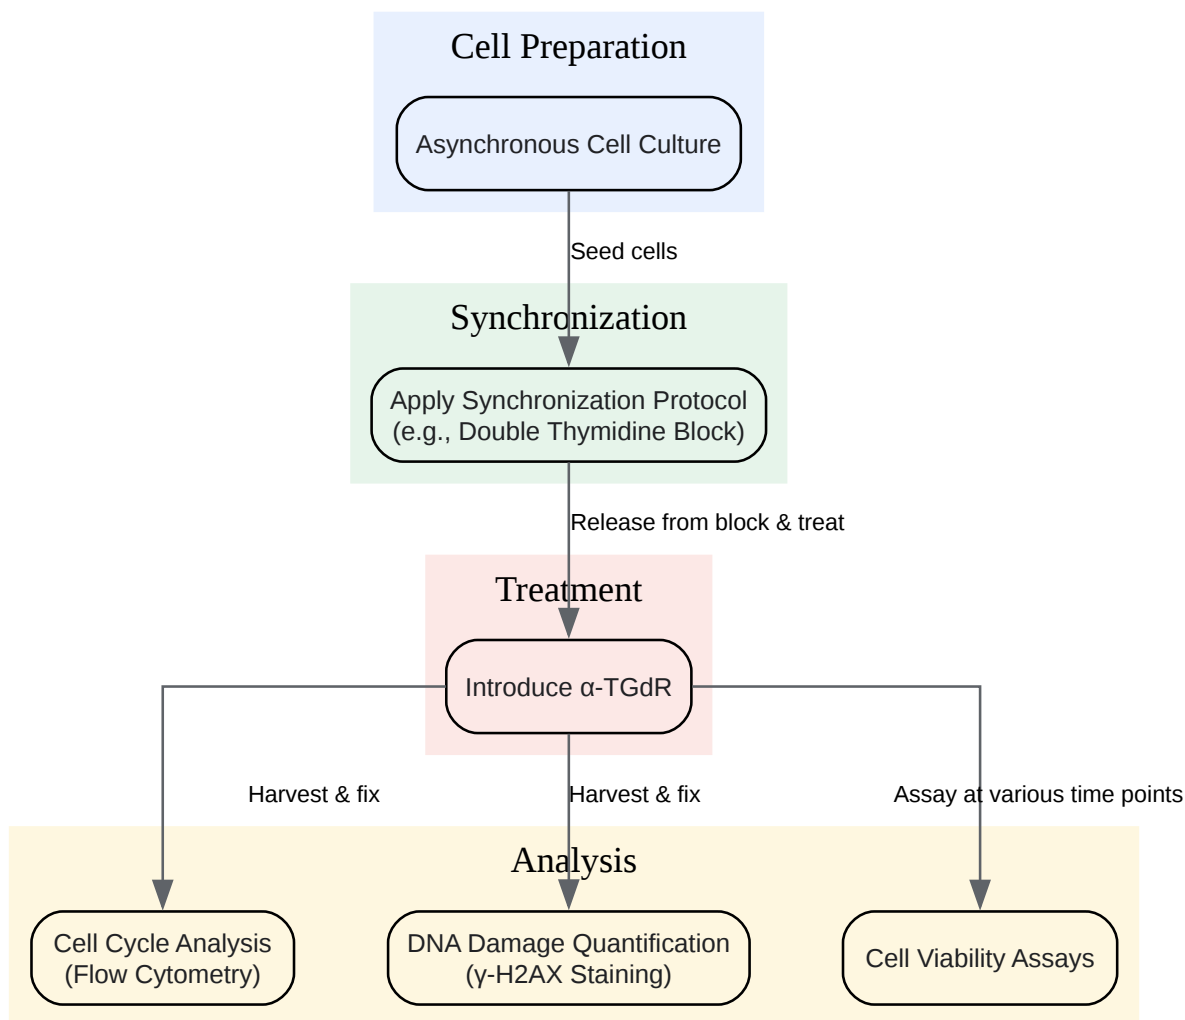 Cell Preparation
Asynchronous Cell Culture
Seed cells
Synchronization
Apply Synchronization Protocol
(e.g., Double Thymidine Block)
Release from block & treat
Treatment
Introduce α-TGdR
Harvest & fix
Harvest & fix
Assay at various time points
Analysis
Cell Cycle Analysis
(Flow Cytometry)
DNA Damage Quantification
(γ-H2AX Staining)
Cell Viability Assays